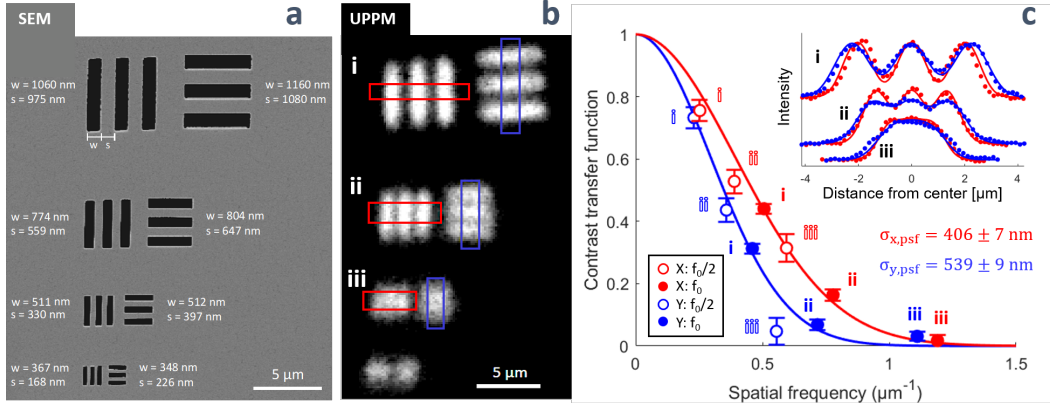 SEM
a
w = 1060 nm
s = 975 nm
w = 1160 nm
s = 1080 nm
w
s
w = 774 nm
s = 559 nm
w = 804 nm
s = 647 nm
w = 511 nm
s = 330 nm
w = 512 nm
s = 397 nm
w = 367 nm
s = 168 nm
w = 348 nm
s = 226 nm
5 μm
UPPM
b
i
ii
iii
5 μm
c
Contrast transfer function
1
0.8
0.6
0.4
0.2
0
0
0.5
1
1.5
Spatial frequency (μm⁻¹)
i
i
ii
ii
iii
iii
i
i
ii
ii
iii
iii
X: f₀/2
X: f₀
Y: f₀/2
Y: f₀
Intensity
i
ii
iii
-4
-2
0
2
4
Distance from center [μm]
σx,psf = 406 ± 7 nm
σy,psf = 539 ± 9 nm